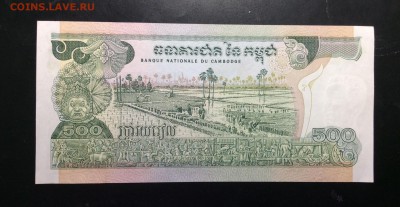 COINS.LAVE.RU
ធនាគារជាតិ នៃ កម្ពុជា
BANQUE NATIONALE DU CAMBODGE
500
ប្រាំរយរៀល
500